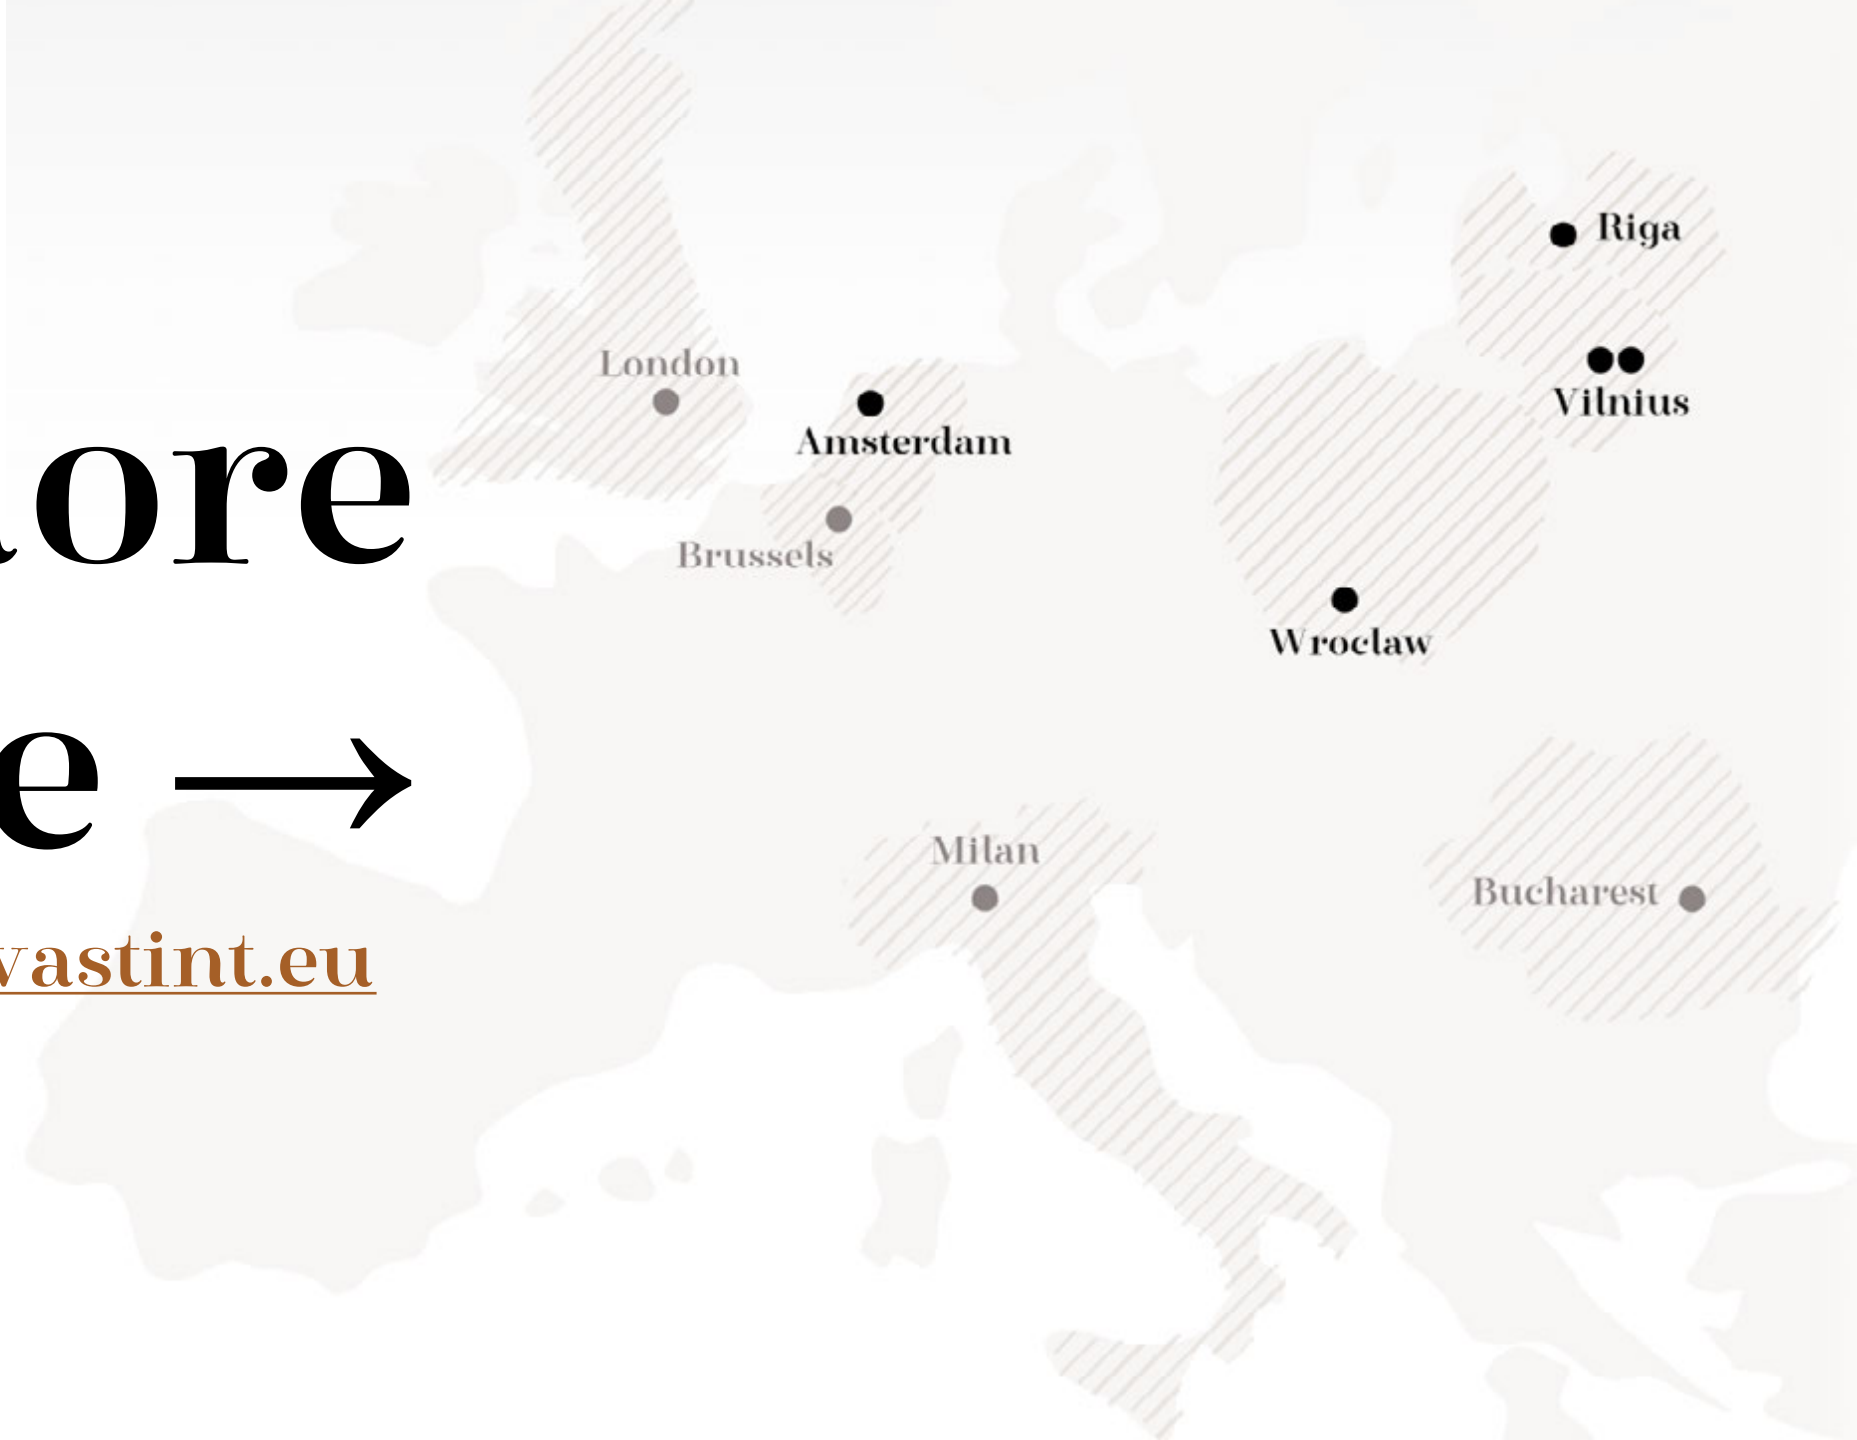 Riga
London
Vilnius
Amsterdam
ore
Brussels
Wroclaw
e →
Milan
Bucharest
vastint.eu